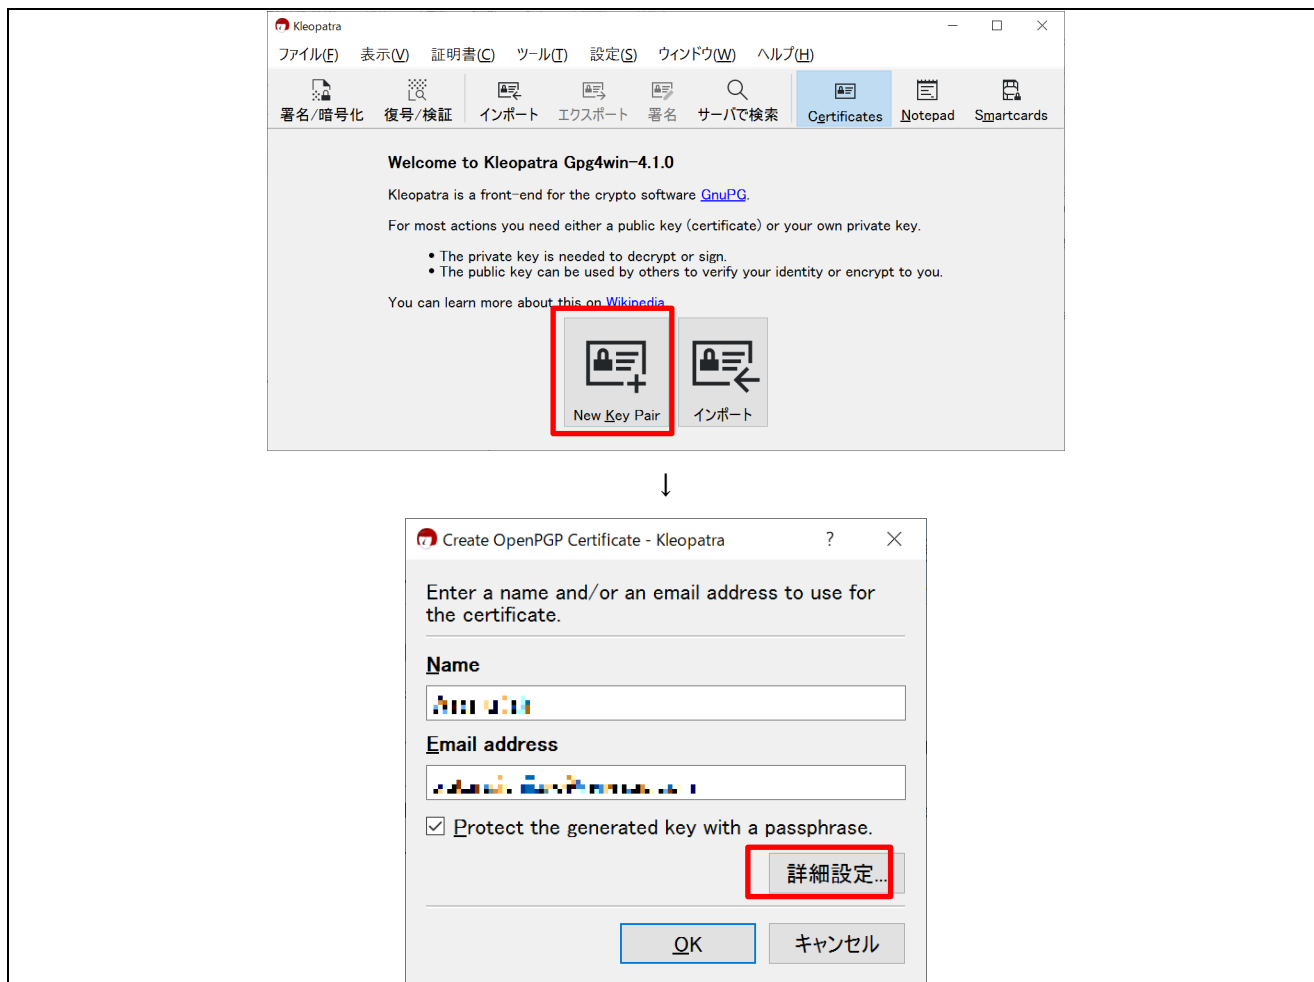 Kleopatra
ファイル(F) 表示(V) 証明書(C) ツール(T) 設定(S) ウィンドウ(W) ヘルプ(H)
署名/暗号化 復号/検証 インポート エクスポート 署名 サーバで検索 Certificates Notepad Smartcards
Welcome to Kleopatra Gpg4win-4.1.0
Kleopatra is a front-end for the crypto software GnuPG.
For most actions you need either a public key (certificate) or your own private key.
• The private key is needed to decrypt or sign.
• The public key can be used by others to verify your identity or encrypt to you.
You can learn more about this on Wikipedia
New Key Pair インポート
↓
Create OpenPGP Certificate - Kleopatra ?
Enter a name and/or an email address to use for
the certificate.
Name
Email address
Protect the generated key with a passphrase.
詳細設定...
OK キャンセル